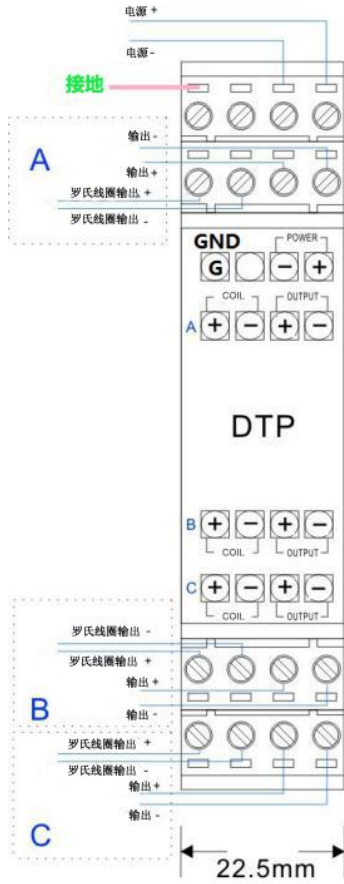 电源 +
电源 -
接地
A
输出 -
输出 +
罗氏线圈输出 +
罗氏线圈输出 -
GND POWER
G - +
COIL OUTPUT
A + - + -
DTP
B + - + -
COIL OUTPUT
C + - + -
COIL OUTPUT
罗氏线圈输出 -
罗氏线圈输出 +
输出 +
B
输出 -
罗氏线圈输出 +
罗氏线圈输出 -
输出 +
输出 -
C
22.5mm